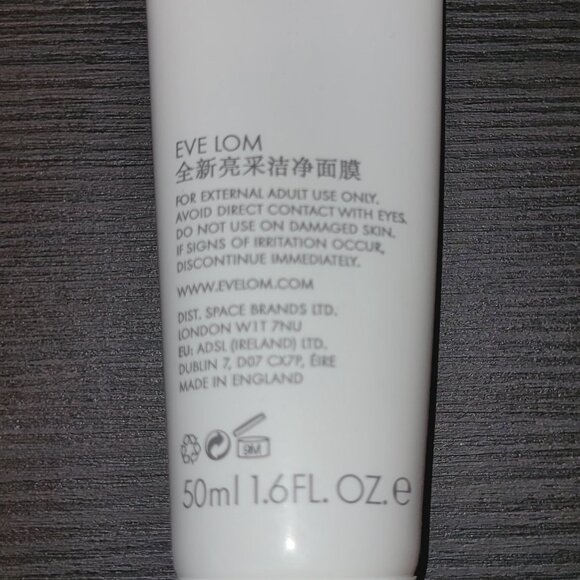 EVE LOM
全新亮采洁净面膜
FOR EXTERNAL ADULT USE ONLY.
AVOID DIRECT CONTACT WITH EYES.
DO NOT USE ON DAMAGED SKIN.
IF SIGNS OF IRRITATION OCCUR,
DISCONTINUE IMMEDIATELY.
WWW.EVELOM.COM
DIST. SPACE BRANDS LTD.
LONDON W1T 7NU
EU: ADSL (IRELAND) LTD.
DUBLIN 7, D07 CX7P, ÉIRE
MADE IN ENGLAND
9M
50ml 1.6FL. OZ. e